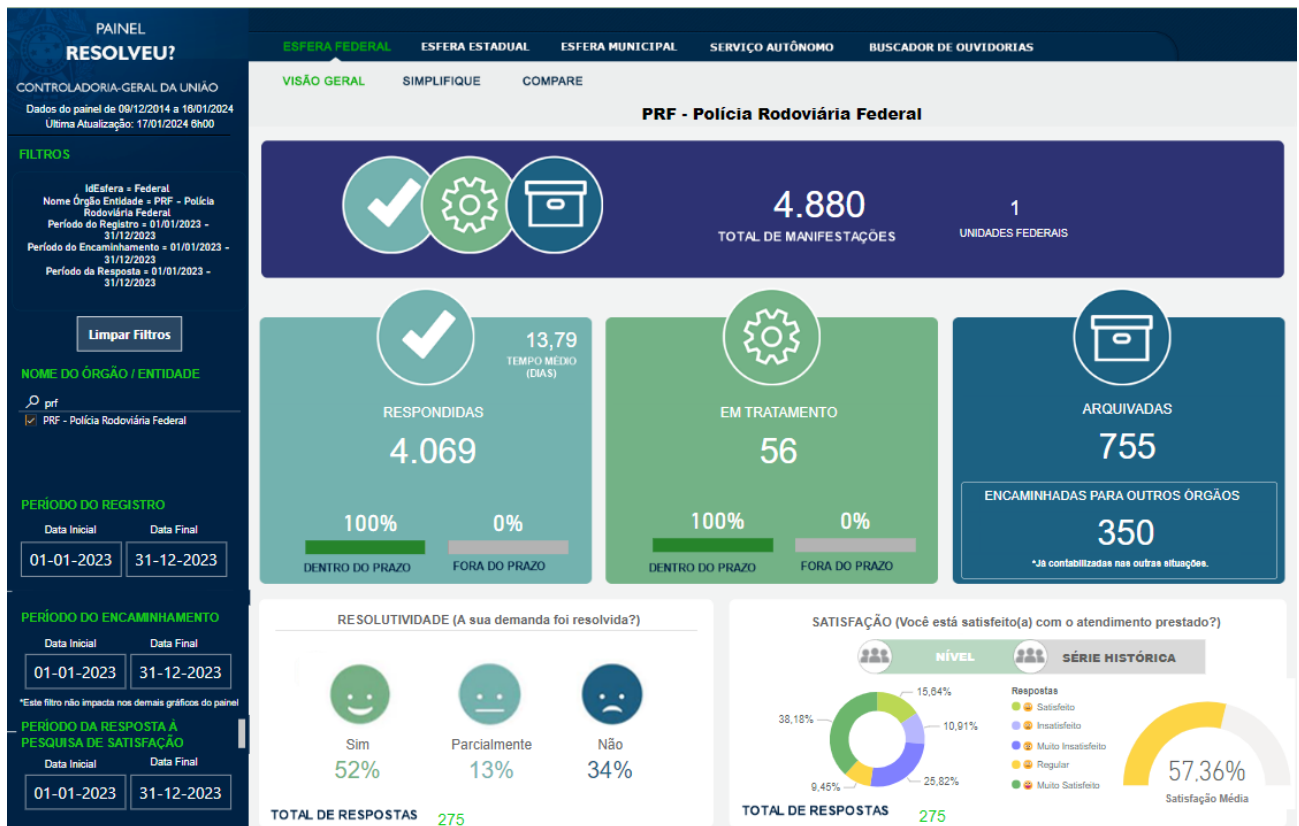 PAINEL
RESOLVEU?
CONTROLADORIA-GERAL DA UNIÃO
Dados do painel de 09/12/2014 a 16/01/2024
Última Atualização: 17/01/2024 6h00
FILTROS
IdEsfera = Federal
Nome Órgão Entidade = PRF - Polícia
Rodoviária Federal
Período do Registro = 01/01/2023 -
31/12/2023
Período do Encaminhamento = 01/01/2023 -
31/12/2023
Período da Resposta = 01/01/2023 -
31/12/2023
Limpar Filtros
NOME DO ÓRGÃO / ENTIDADE
prf
PRF - Polícia Rodoviária Federal
PERÍODO DO REGISTRO
Data Inicial Data Final
01-01-2023 31-12-2023
PERÍODO DO ENCAMINHAMENTO
Data Inicial Data Final
01-01-2023 31-12-2023
*Este filtro não impacta nos demais gráficos do painel
PERÍODO DA RESPOSTA À
PESQUISA DE SATISFAÇÃO
Data Inicial Data Final
01-01-2023 31-12-2023
ESFERA FEDERAL ESFERA ESTADUAL ESFERA MUNICIPAL SERVIÇO AUTÔNOMO BUSCADOR DE OUVIDORIAS
VISÃO GERAL SIMPLIFIQUE COMPARE
PRF - Polícia Rodoviária Federal
4.880
TOTAL DE MANIFESTAÇÕES
1
UNIDADES FEDERAIS
13,79
TEMPO MÉDIO
(DIAS)
RESPONDIDAS
4.069
100% 0%
DENTRO DO PRAZO FORA DO PRAZO
EM TRATAMENTO
56
100% 0%
DENTRO DO PRAZO FORA DO PRAZO
ARQUIVADAS
755
ENCAMINHADAS PARA OUTROS ÓRGÃOS
350
*Já contabilizadas nas outras situações.
RESOLUTIVIDADE (A sua demanda foi resolvida?)
Sim Parcialmente Não
52% 13% 34%
TOTAL DE RESPOSTAS 275
SATISFAÇÃO (Você está satisfeito(a) com o atendimento prestado?)
NÍVEL SÉRIE HISTÓRICA
15,64%
10,91%
25,82%
9,45%
38,18%
Respostas
Satisfeito
Insatisfeito
Muito Insatisfeito
Regular
Muito Satisfeito
57,36%
Satisfação Média
TOTAL DE RESPOSTAS 275